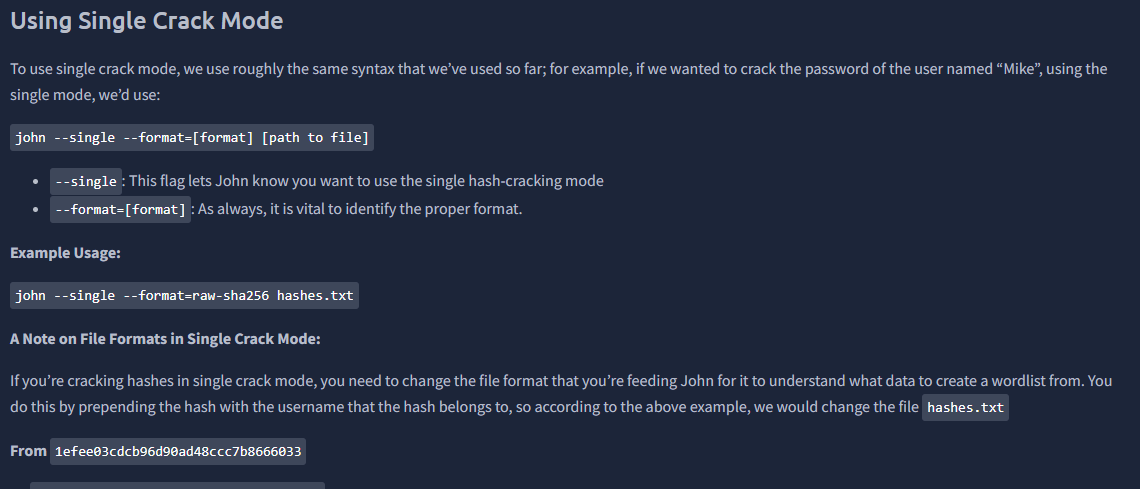 Using Single Crack Mode
To use single crack mode, we use roughly the same syntax that we’ve used so far; for example, if we wanted to crack the password of the user named “Mike”, using the
single mode, we’d use:
john --single --format=[format] [path to file]
• --single: This flag lets John know you want to use the single hash-cracking mode
• --format=[format]: As always, it is vital to identify the proper format.
Example Usage:
john --single --format=raw-sha256 hashes.txt
A Note on File Formats in Single Crack Mode:
If you’re cracking hashes in single crack mode, you need to change the file format that you’re feeding John for it to understand what data to create a wordlist from. You
do this by prepending the hash with the username that the hash belongs to, so according to the above example, we would change the file hashes.txt
From 1efee03cdcb96d90ad48ccc7b8666033